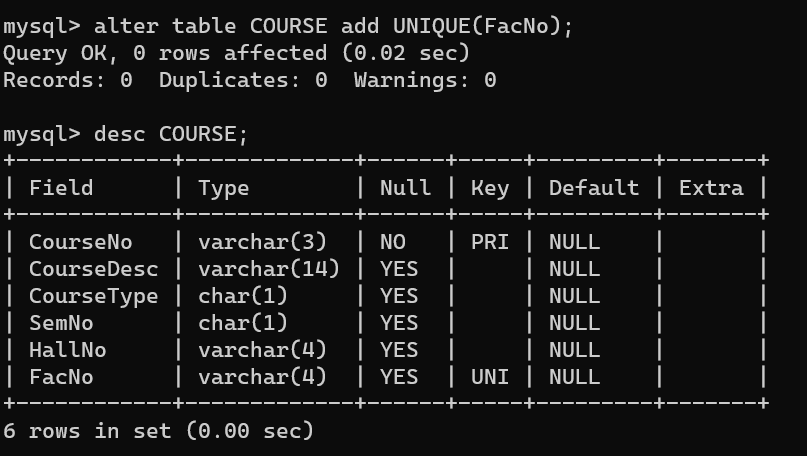 mysql> alter table COURSE add UNIQUE(FacNo);
Query OK, 0 rows affected (0.02 sec)
Records: 0  Duplicates: 0  Warnings: 0

mysql> desc COURSE;
+------------+-------------+------+-----+---------+-------+
| Field      | Type        | Null | Key | Default | Extra |
+------------+-------------+------+-----+---------+-------+
| CourseNo   | varchar(3)  | NO   | PRI | NULL    |       |
| CourseDesc | varchar(14) | YES  |     | NULL    |       |
| CourseType | char(1)     | YES  |     | NULL    |       |
| SemNo      | char(1)     | YES  |     | NULL    |       |
| HallNo     | varchar(4)  | YES  |     | NULL    |       |
| FacNo      | varchar(4)  | YES  | UNI | NULL    |       |
+------------+-------------+------+-----+---------+-------+
6 rows in set (0.00 sec)